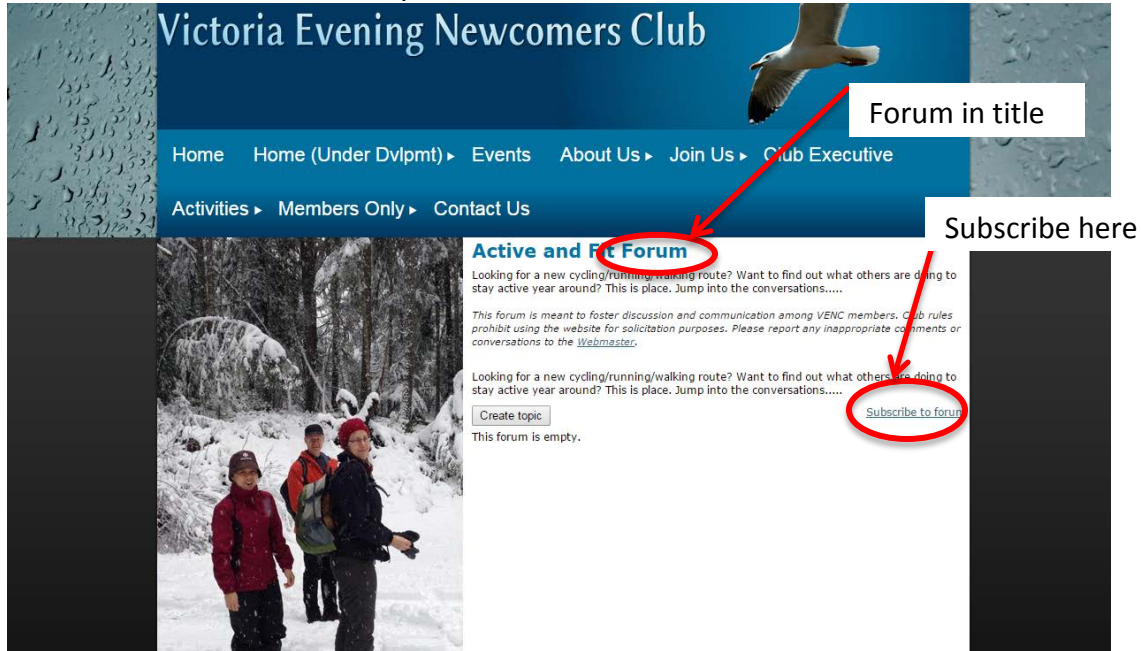 Victoria Evening Newcomers Club
Forum in title
Home Home (Under Dvlpmt) ▸ Events About Us ▸ Join Us ▸ Club Executive
Activities ▸ Members Only ▸ Contact Us
Subscribe here
Active and Fit Forum
Looking for a new cycling/running/walking route? Want to find out what others are doing to
stay active year around? This is place. Jump into the conversations.....
This forum is meant to foster discussion and communication among VENC members. Club rules
prohibit using the website for solicitation purposes. Please report any inappropriate comments or
conversations to the Webmaster.
Looking for a new cycling/running/walking route? Want to find out what others are doing to
stay active year around? This is place. Jump into the conversations.....
Create topic Subscribe to forum
This forum is empty.